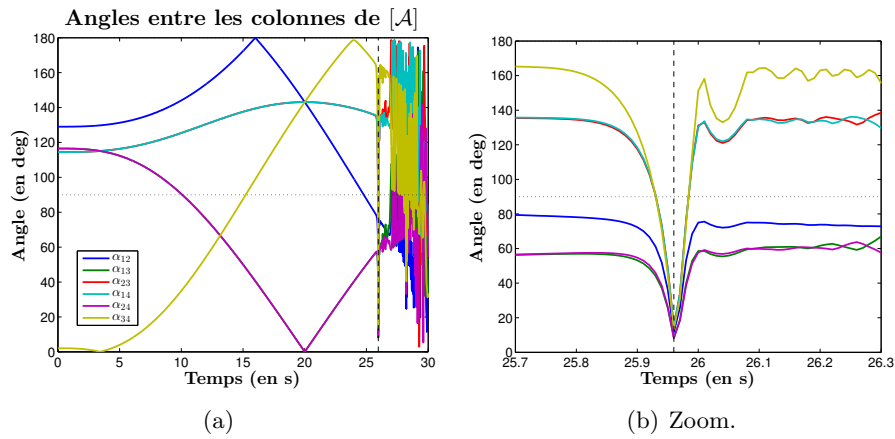 Angles entre les colonnes de [𝒜]
180
160
140
120
100
80
60
40
20
0
Angle (en deg)
α12
α13
α23
α14
α24
α34
0 5 10 15 20 25 30
Temps (en s)
(a)
180
160
140
120
100
80
60
40
20
0
Angle (en deg)
25.7 25.8 25.9 26 26.1 26.2 26.3
Temps (en s)
(b) Zoom.